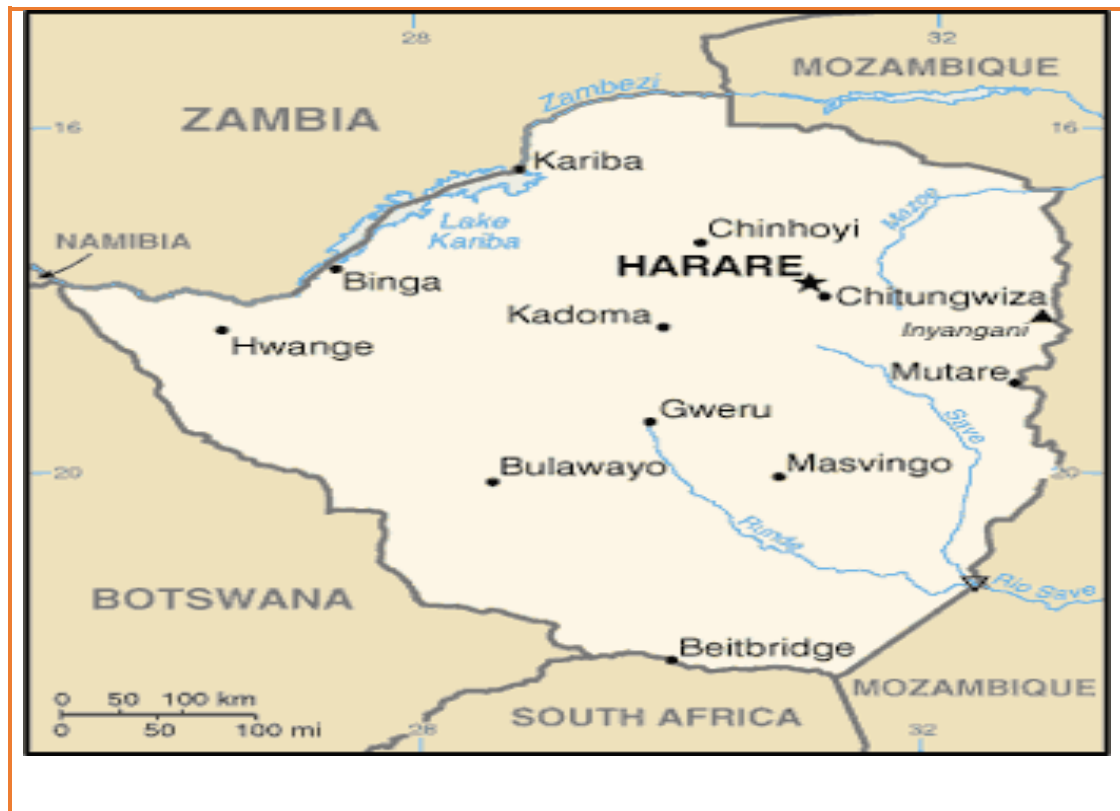 28
32
MOZAMBIQUE
Zambezi
ZAMBIA
16
16
Kariba
Mazoe
Lake
Kariba
Chinhoyi
NAMIBIA
HARARE
Binga
Chitungwiza
Kadoma
Inyangani
Hwange
Mutare
Gweru
Save
Bulawayo
Masvingo
20
20
Runde
Rio Save
BOTSWANA
Beitbridge
MOZAMBIQUE
0 50 100 km
SOUTH AFRICA
0 50 100 mi
28
32